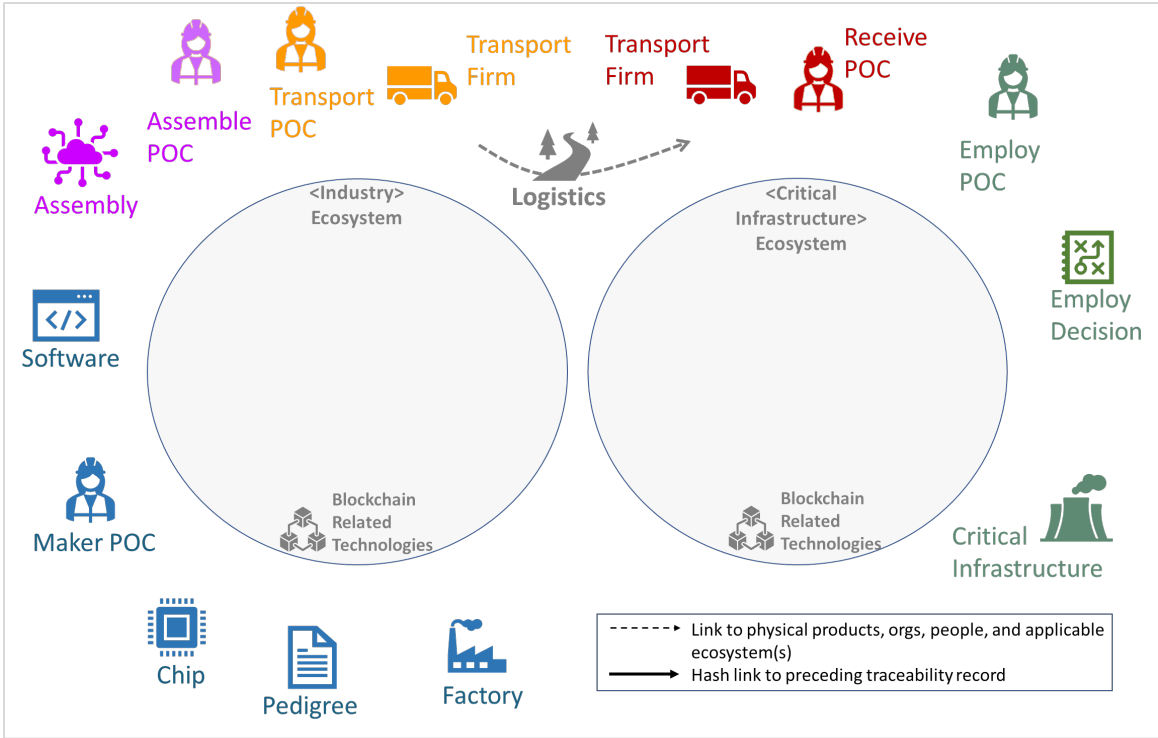 Transport
Firm
Transport
Firm
Receive
POC
Transport
POC
Assemble
POC
Employ
POC
Assembly
Logistics
<Industry>
Ecosystem
<Critical
Infrastructure>
Ecosystem
Employ
Decision
Software
Maker POC
Blockchain
Related
Technologies
Blockchain
Related
Technologies
Critical
Infrastructure
Chip
Pedigree
Factory
Link to physical products, orgs, people, and applicable
ecosystem(s)
Hash link to preceding traceability record